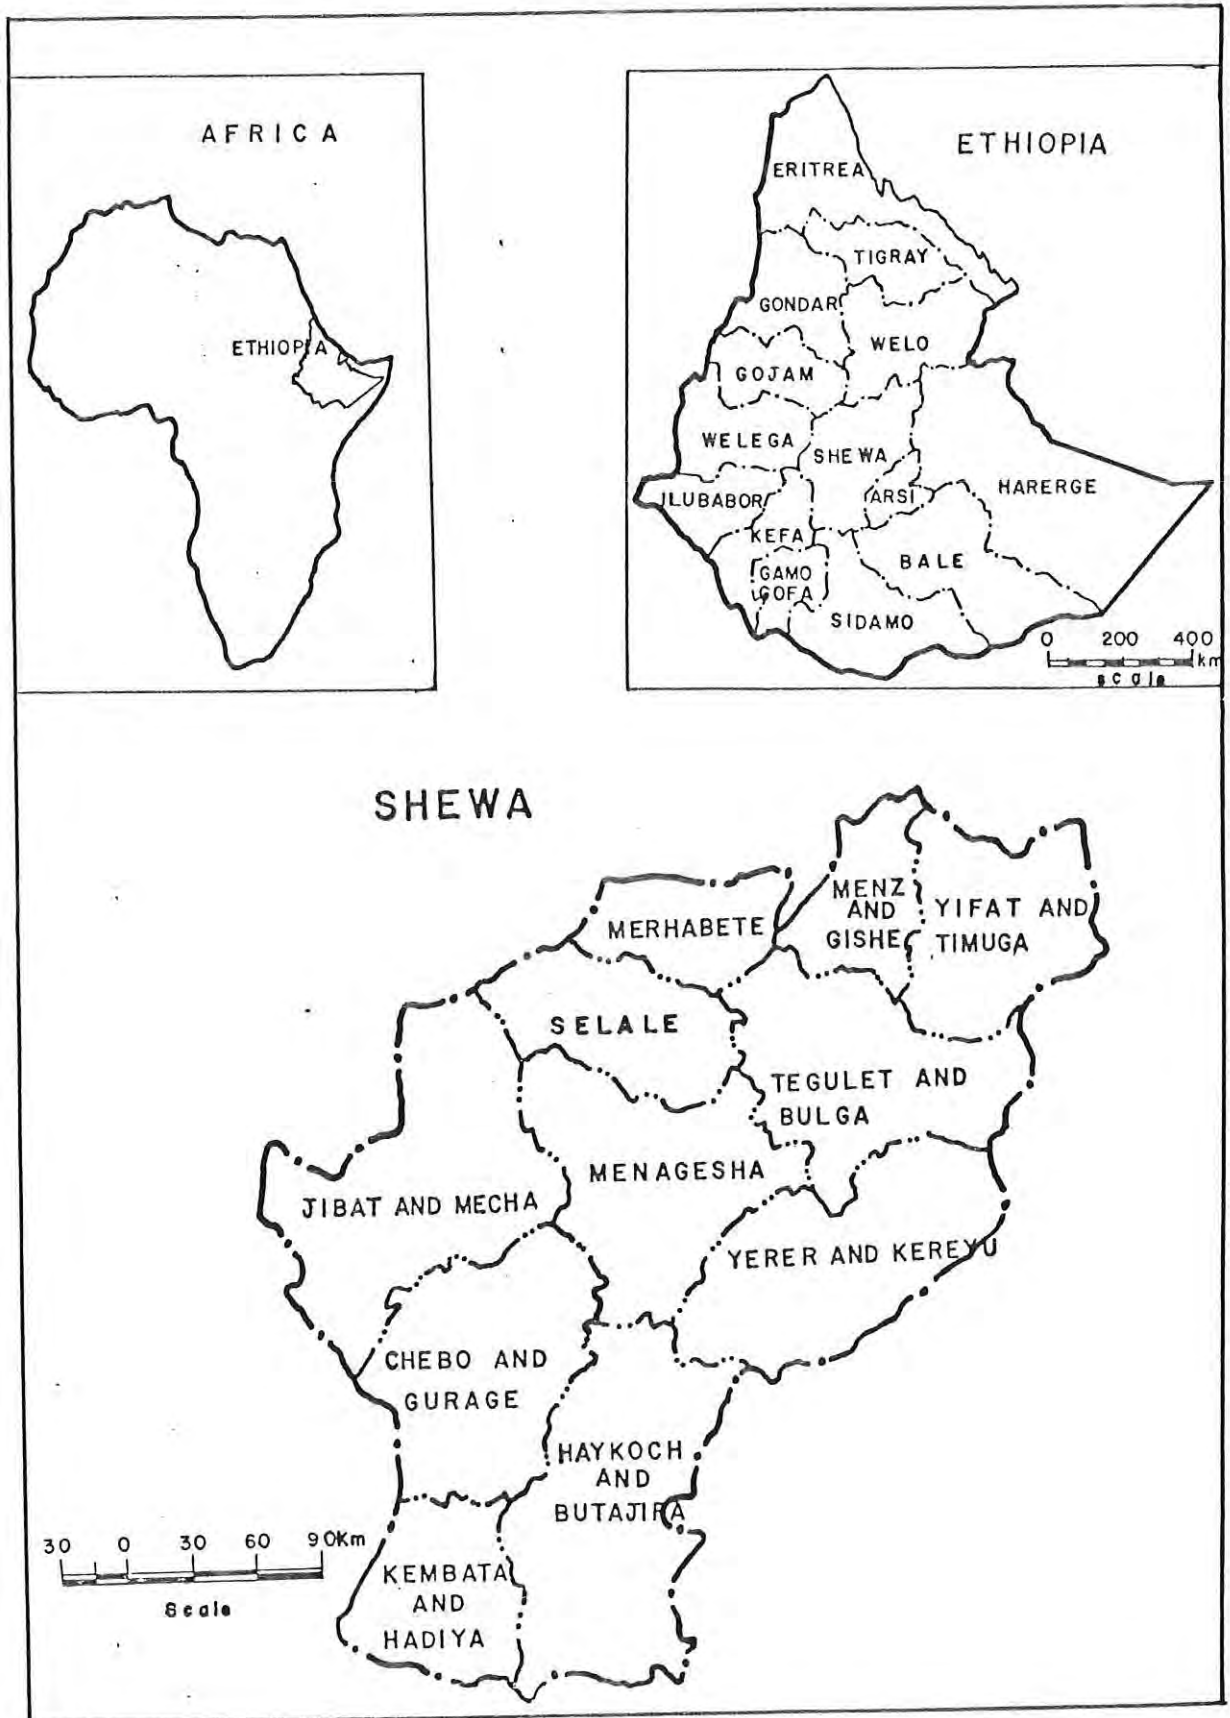 AFRICA
ETHIOPIA
ETHIOPIA
ERITREA
TIGRAY
GONDAR
WELO
GOJAM
WELEGA
SHEWA
ILUBABOR
ARSI
HARERGE
KEFA
BALE
GAMO
GOFA
SIDAMO
0 200 400
km
scale
SHEWA
MENZ
AND
GISHE
YIFAT AND
TIMUGA
MERHABETE
SELALE
TEGULET AND
BULGA
MENAGESHA
JIBAT AND MECHA
YERER AND KEREYU
CHEBO AND
GURAGE
HAYKOCH
AND
BUTAJIRA
30 0 30 60 90Km
Scale
KEMBATA
AND
HADIYA